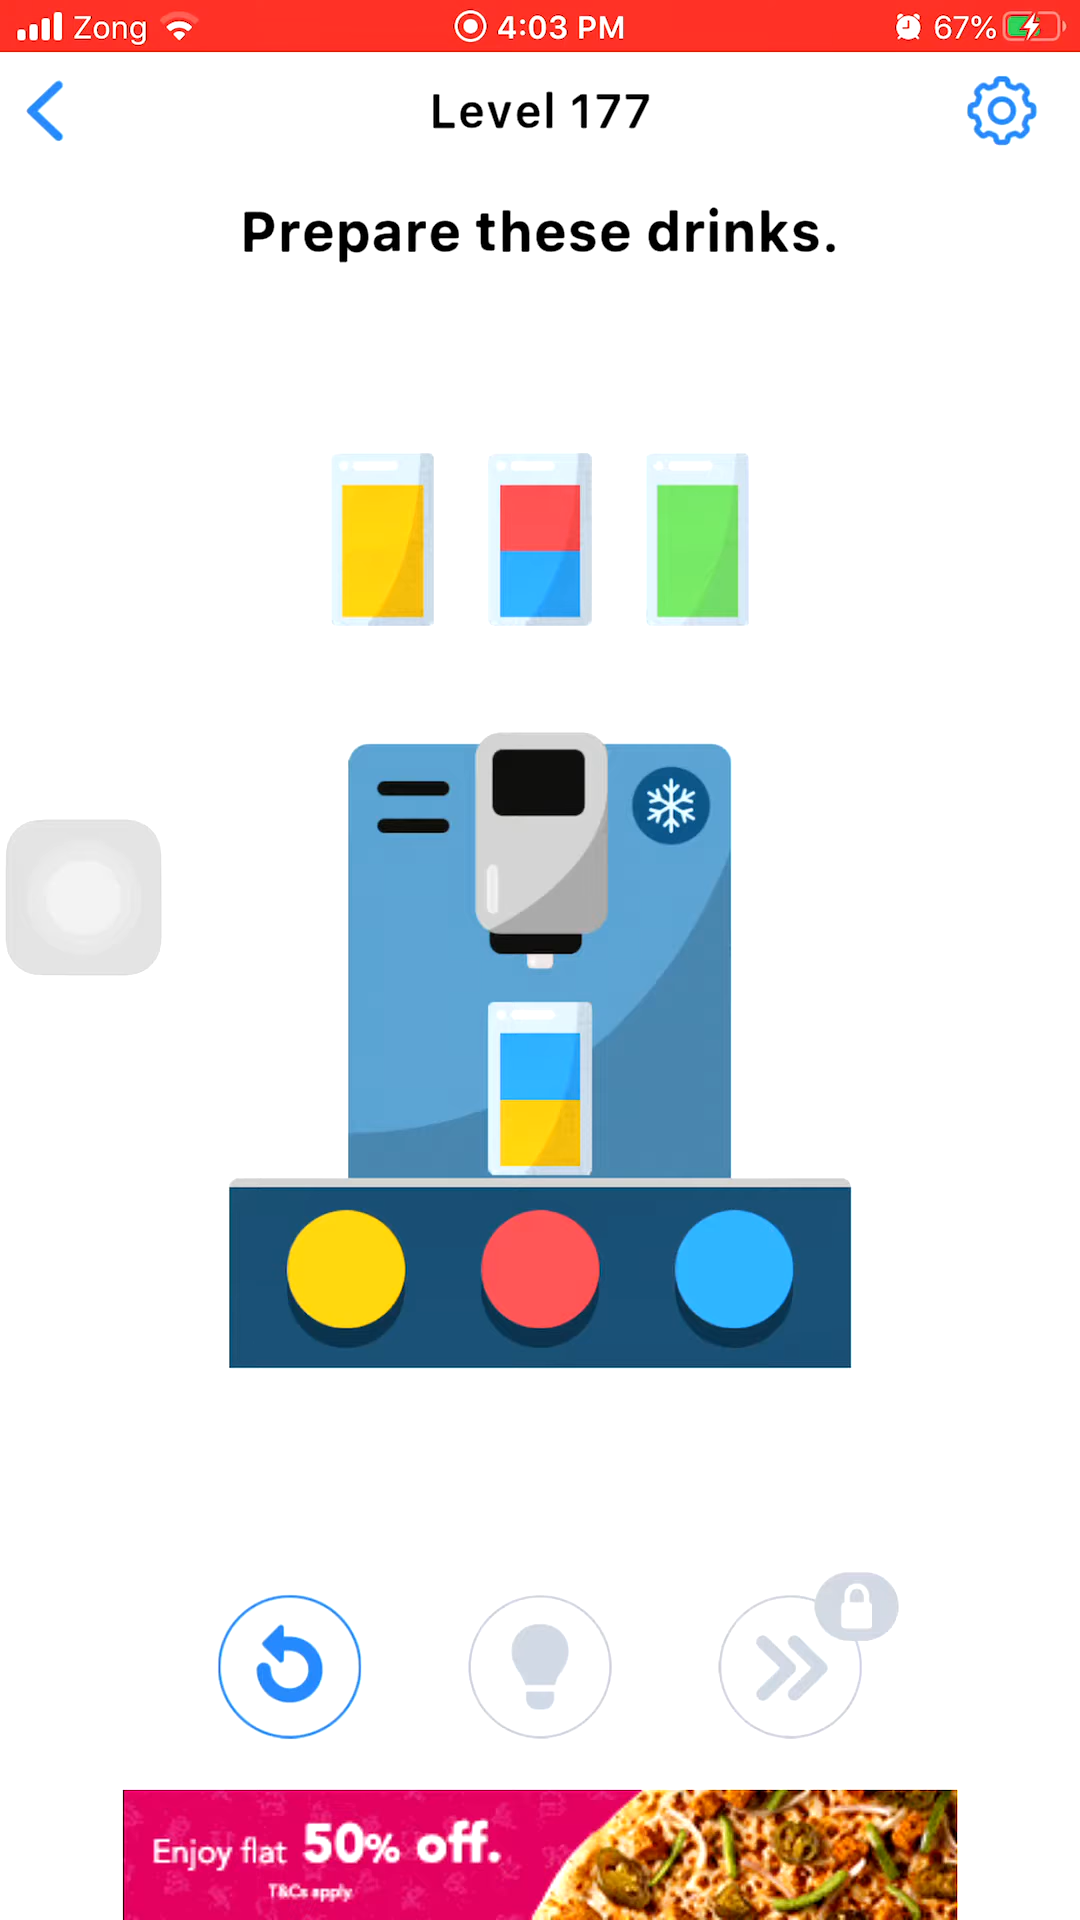 Zong 4:03 PM 67%
Level 177
Prepare these drinks.
Enjoy flat 50% off.
T&Cs apply.